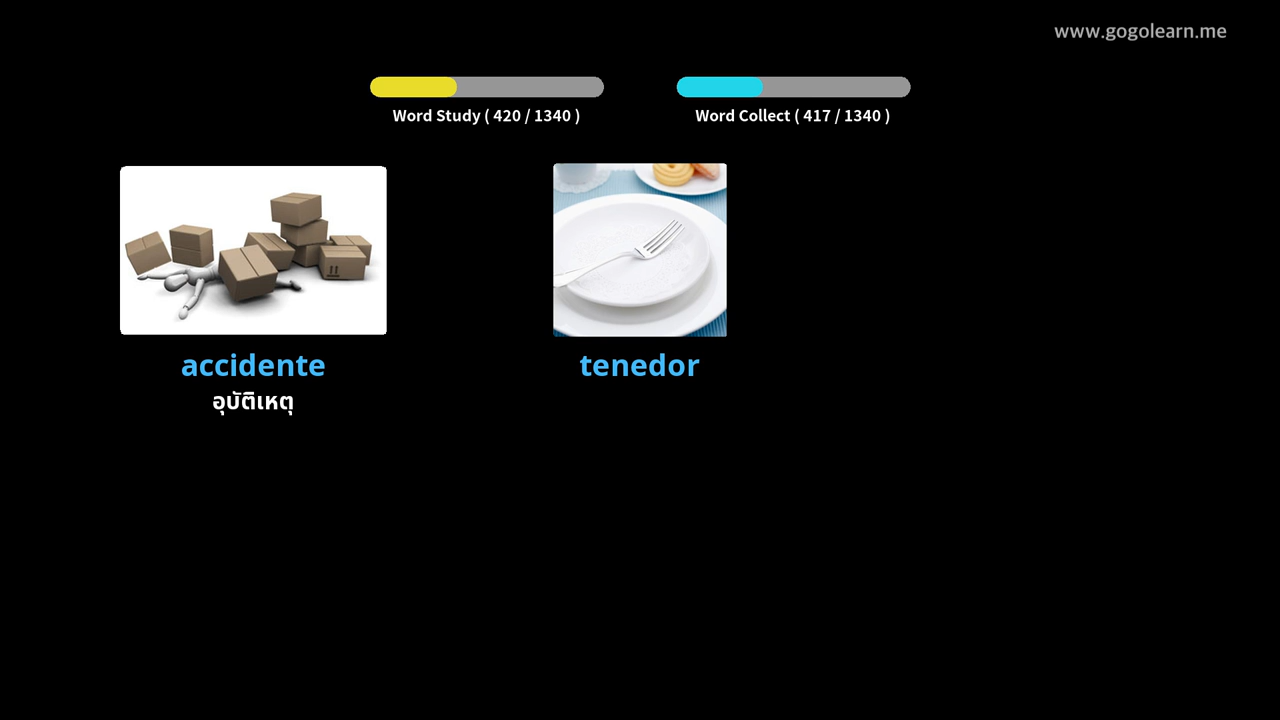 www.gogolearn.me
Word Study ( 420 / 1340 )
Word Collect ( 417 / 1340 )
accidente
อุบัติเหตุ
tenedor